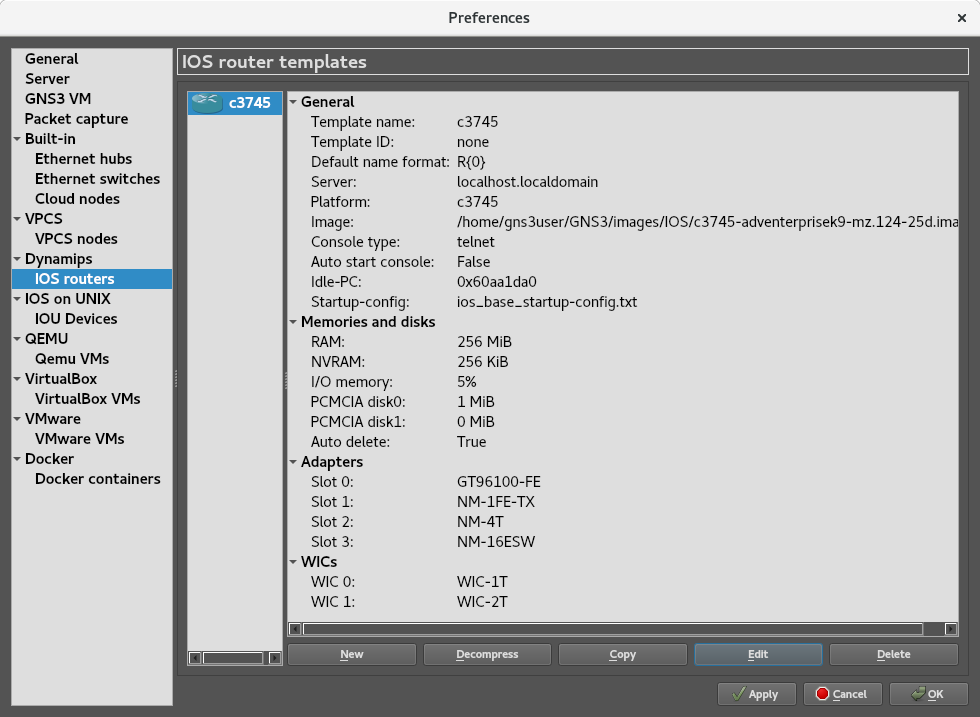 Preferences
General
Server
GNS3 VM
Packet capture
Built-in
Ethernet hubs
Ethernet switches
Cloud nodes
VPCS
VPCS nodes
Dynamips
IOS routers
IOS on UNIX
IOU Devices
QEMU
Qemu VMs
VirtualBox
VirtualBox VMs
VMware
VMware VMs
Docker
Docker containers
IOS router templates
c3745
General
Template name: c3745
Template ID: none
Default name format: R{0}
Server: localhost.localdomain
Platform: c3745
Image: /home/gns3user/GNS3/images/IOS/c3745-adventerprisek9-mz.124-25d.ima
Console type: telnet
Auto start console: False
Idle-PC: 0x60aa1da0
Startup-config: ios_base_startup-config.txt
Memories and disks
RAM: 256 MiB
NVRAM: 256 KiB
I/O memory: 5%
PCMCIA disk0: 1 MiB
PCMCIA disk1: 0 MiB
Auto delete: True
Adapters
Slot 0: GT96100-FE
Slot 1: NM-1FE-TX
Slot 2: NM-4T
Slot 3: NM-16ESW
WICs
WIC 0: WIC-1T
WIC 1: WIC-2T
New Decompress Copy Edit Delete
Apply Cancel OK